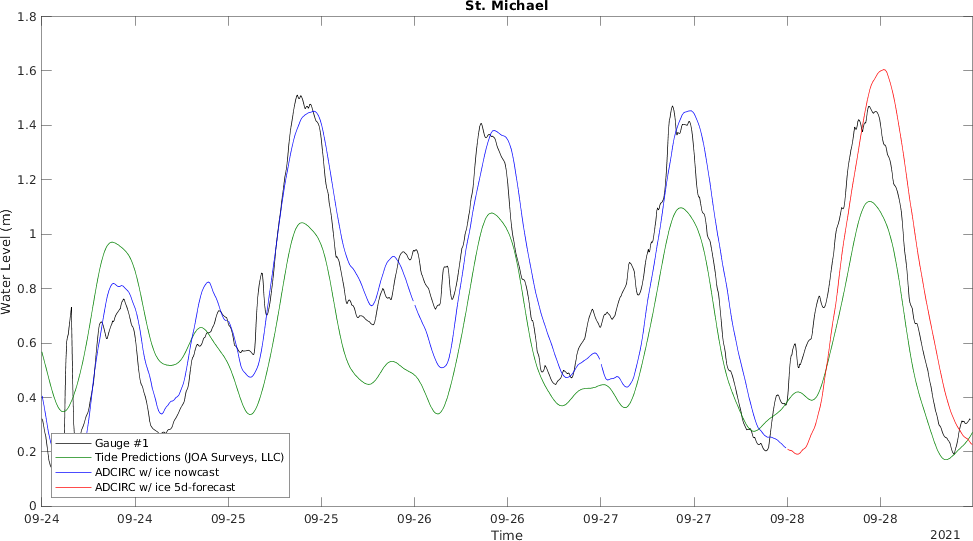 St. Michael
1.8
1.6
1.4
1.2
1
0.8
0.6
0.4
0.2
0
Water Level (m)
Gauge #1
Tide Predictions (JOA Surveys, LLC)
ADCIRC w/ ice nowcast
ADCIRC w/ ice 5d-forecast
09-24 09-24 09-25 09-25 09-26 09-26 09-27 09-27 09-28 09-28
Time
2021